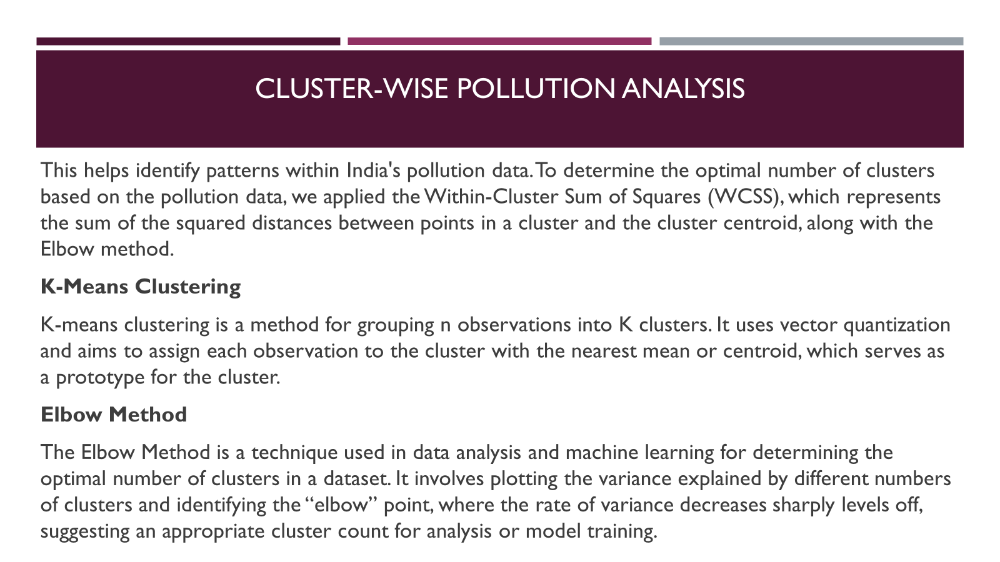 CLUSTER-WISE POLLUTION ANALYSIS
This helps identify patterns within India's pollution data. To determine the optimal number of clusters
based on the pollution data, we applied the Within-Cluster Sum of Squares (WCSS), which represents
the sum of the squared distances between points in a cluster and the cluster centroid, along with the
Elbow method.
K-Means Clustering
K-means clustering is a method for grouping n observations into K clusters. It uses vector quantization
and aims to assign each observation to the cluster with the nearest mean or centroid, which serves as
a prototype for the cluster.
Elbow Method
The Elbow Method is a technique used in data analysis and machine learning for determining the
optimal number of clusters in a dataset. It involves plotting the variance explained by different numbers
of clusters and identifying the “elbow” point, where the rate of variance decreases sharply levels off,
suggesting an appropriate cluster count for analysis or model training.